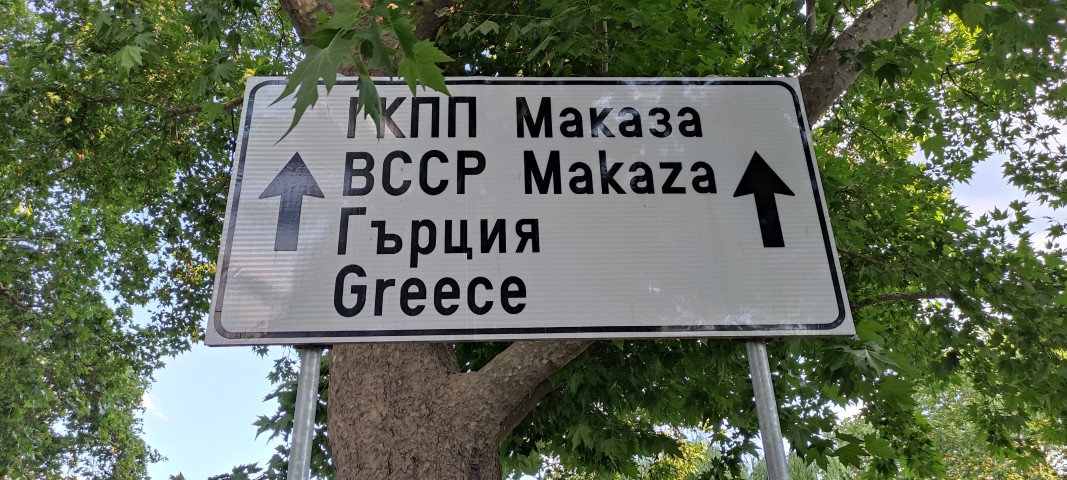 ГКПП Маказа
BCCP Makaza
Гърция
Greece